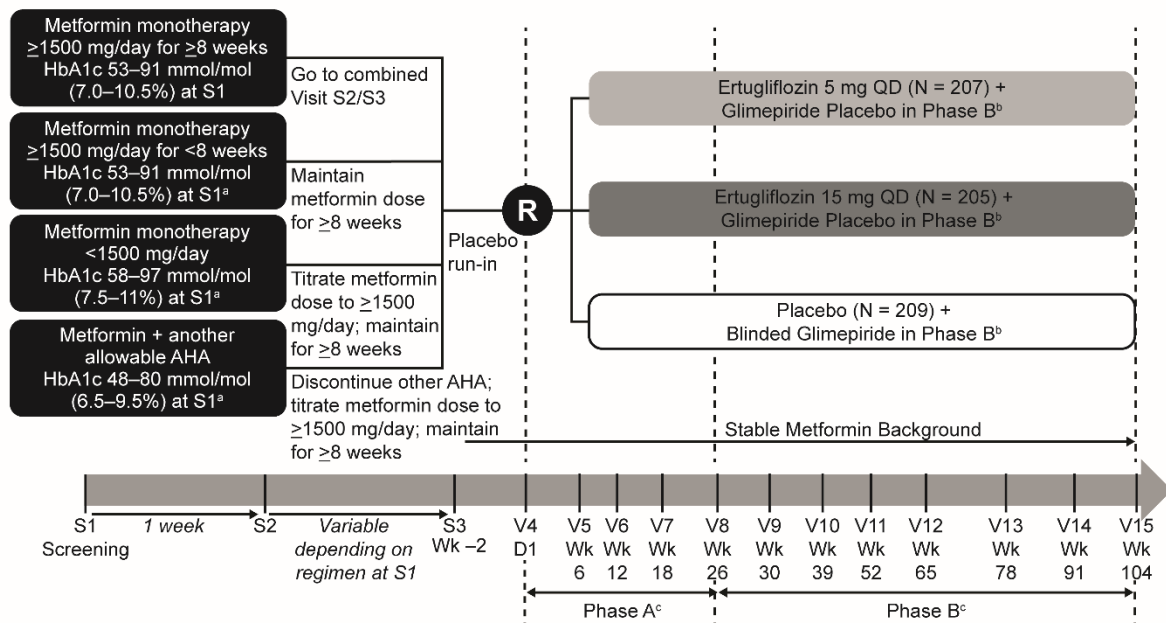 Metformin monotherapy
≥1500 mg/day for ≥8 weeks
HbA1c 53–91 mmol/mol
(7.0–10.5%) at S1
Metformin monotherapy
≥1500 mg/day for <8 weeks
HbA1c 53–91 mmol/mol
(7.0–10.5%) at S1ᵃ
Metformin monotherapy
<1500 mg/day
HbA1c 58–97 mmol/mol
(7.5–11%) at S1ᵃ
Metformin + another
allowable AHA
HbA1c 48–80 mmol/mol
(6.5–9.5%) at S1ᵃ
Go to combined
Visit S2/S3
Maintain
metformin dose
for ≥8 weeks
Titrate metformin
dose to ≥1500
mg/day; maintain
for ≥8 weeks
Discontinue other AHA;
titrate metformin dose to
≥1500 mg/day; maintain
for ≥8 weeks
Placebo
run-in
R
Ertugliflozin 5 mg QD (N = 207) +
Glimepiride Placebo in Phase Bᵇ
Ertugliflozin 15 mg QD (N = 205) +
Glimepiride Placebo in Phase Bᵇ
Placebo (N = 209) +
Blinded Glimepiride in Phase Bᵇ
Stable Metformin Background
S1
Screening
1 week
S2
Variable
depending on
regimen at S1
S3
Wk –2
V4
D1
V5
Wk
6
V6
Wk
12
V7
Wk
18
V8
Wk
26
V9
Wk
30
V10
Wk
39
V11
Wk
52
V12
Wk
65
V13
Wk
78
V14
Wk
91
V15
Wk
104
Phase Aᶜ
Phase Bᶜ